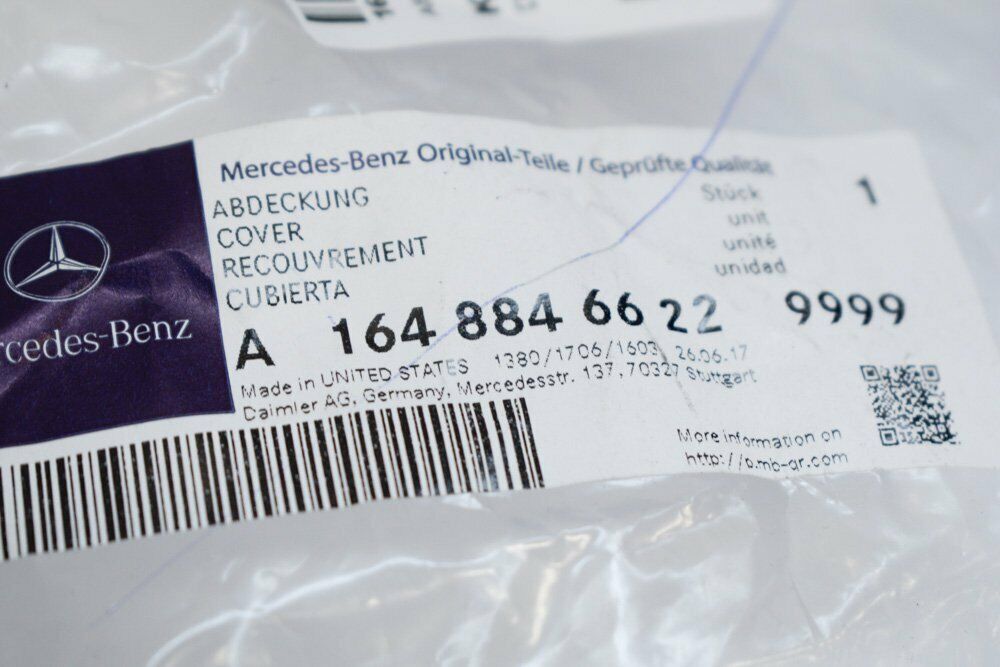 Mercedes-Benz Original-Teile / Geprüfte Qualität
ABDECKUNG
COVER
RECOUVREMENT
CUBIERTA
Stück 1
unit
unité
unidad
A 164 884 66 22 9999
Made in UNITED STATES 1380/1706/1603 26.06.17
Daimler AG, Germany, Mercedesstr. 137, 70327 Stuttgart
rcedes-Benz
More information on
http://p.mb-qr.com